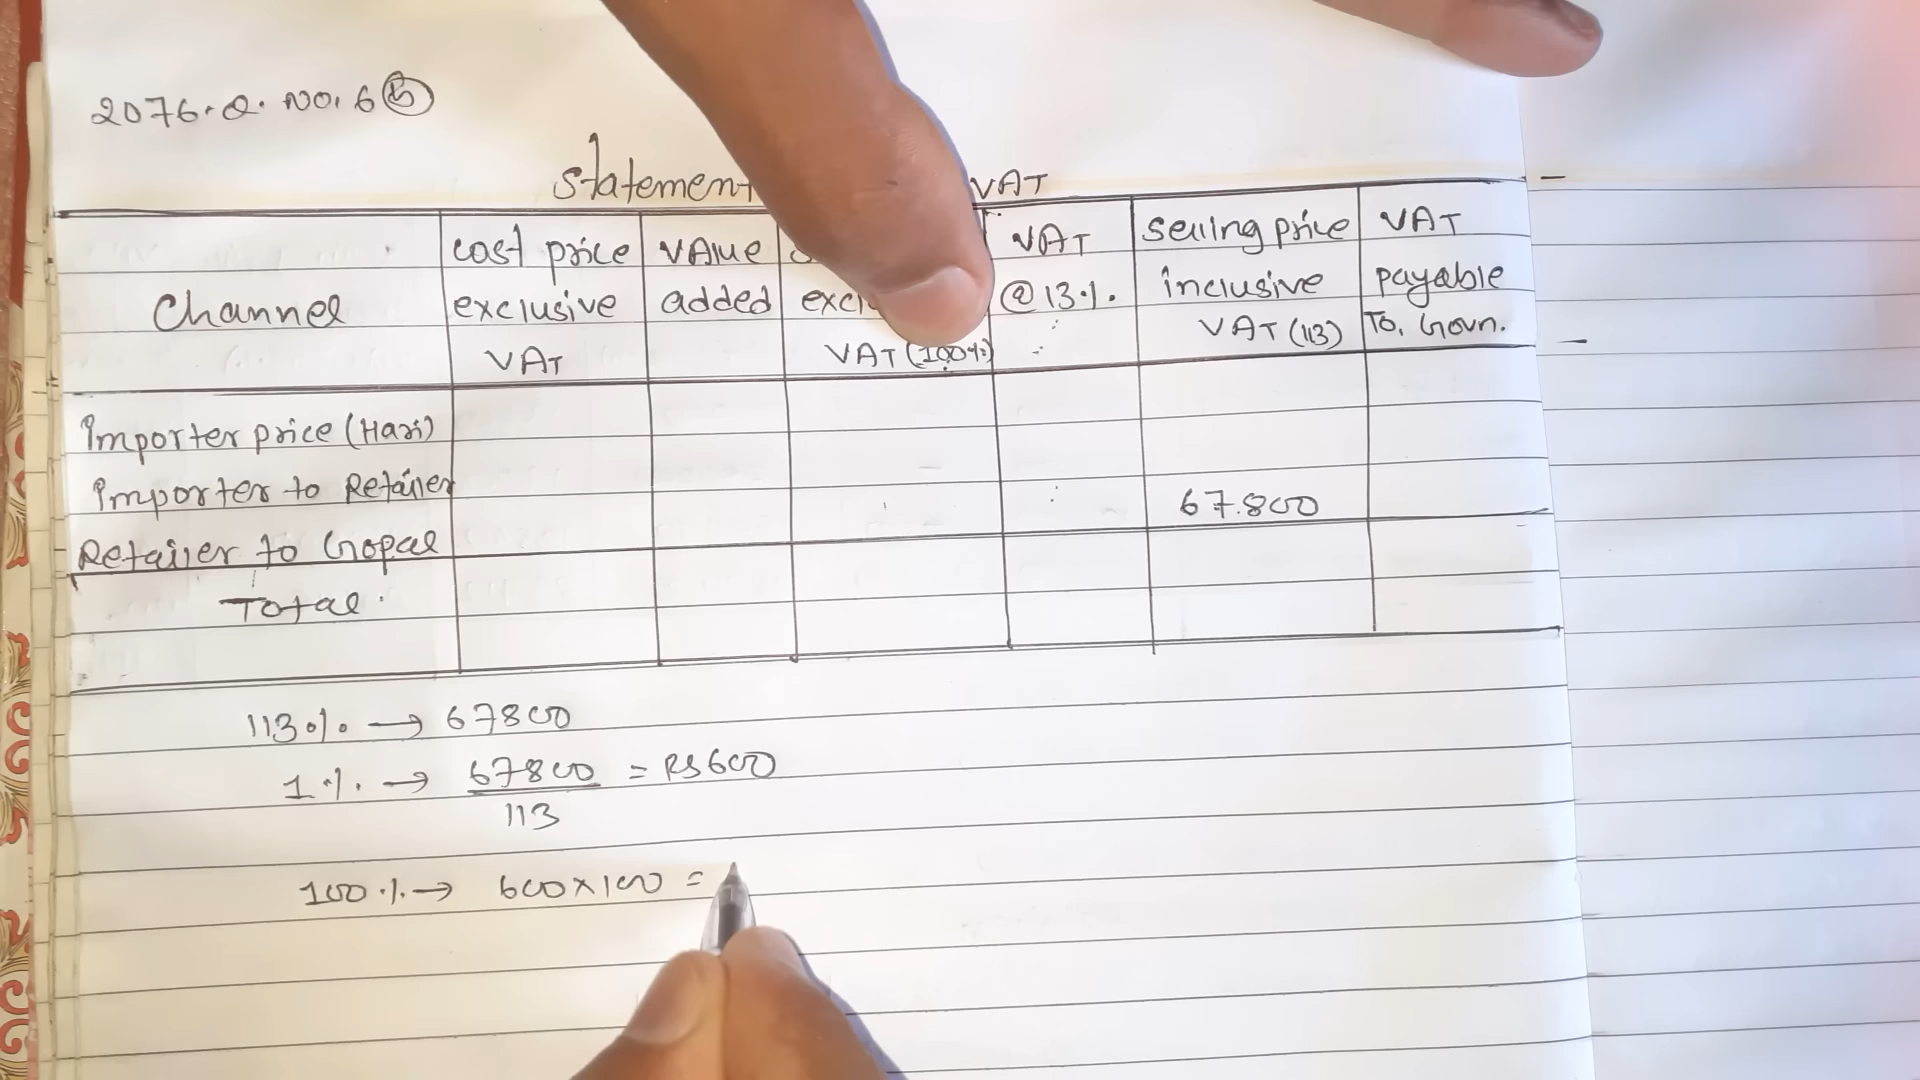 2076. Q. No. 6 (b)
Statement VAT
Channel
cost price exclusive VAT
VAlue added
VAT (100%)
VAT @ 13%.
selling price inclusive VAT (113)
VAT payable To. Govn.
Importer price (Hari)
Importer to Retailer
67.800
Retailer to Gopal
Total
113% → 67800
1% → 67800 = RS 600
113
100% → 600 × 100 =